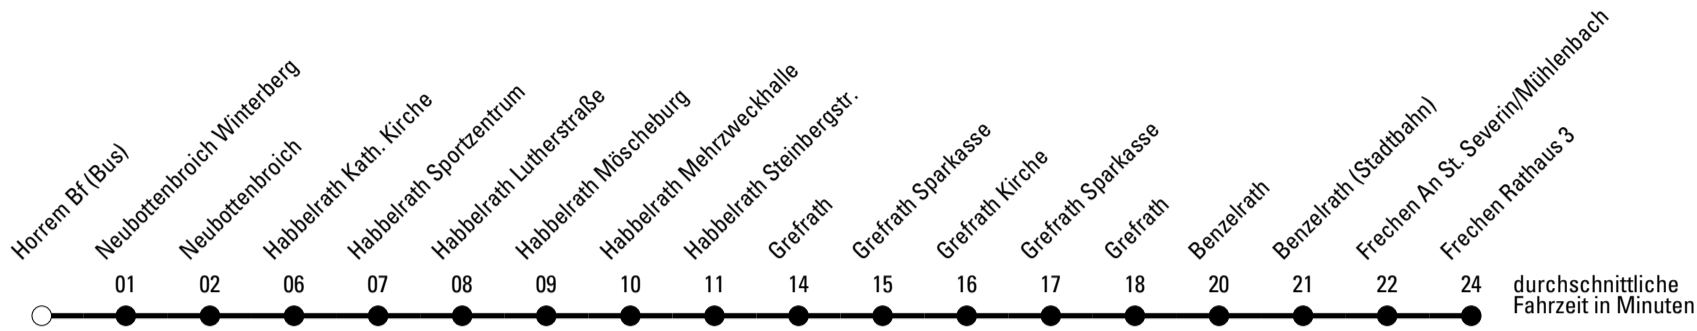 Horrem Bf (Bus)
Neubottenbroich Winterberg
Neubottenbroich
Habbelrath Kath. Kirche
Habbelrath Sportzentrum
Habbelrath Lutherstraße
Habbelrath Möscheburg
Habbelrath Mehrzweckhalle
Habbelrath Steinbergstr.
Grefrath
Grefrath Sparkasse
Grefrath Kirche
Grefrath Sparkasse
Grefrath
Benzelrath
Benzelrath (Stadtbahn)
Frechen An St. Severin/Mühlenbach
Frechen Rathaus 3
01 02 06 07 08 09 10 11 14 15 16 17 18 20 21 22 24
durchschnittliche
Fahrzeit in Minuten